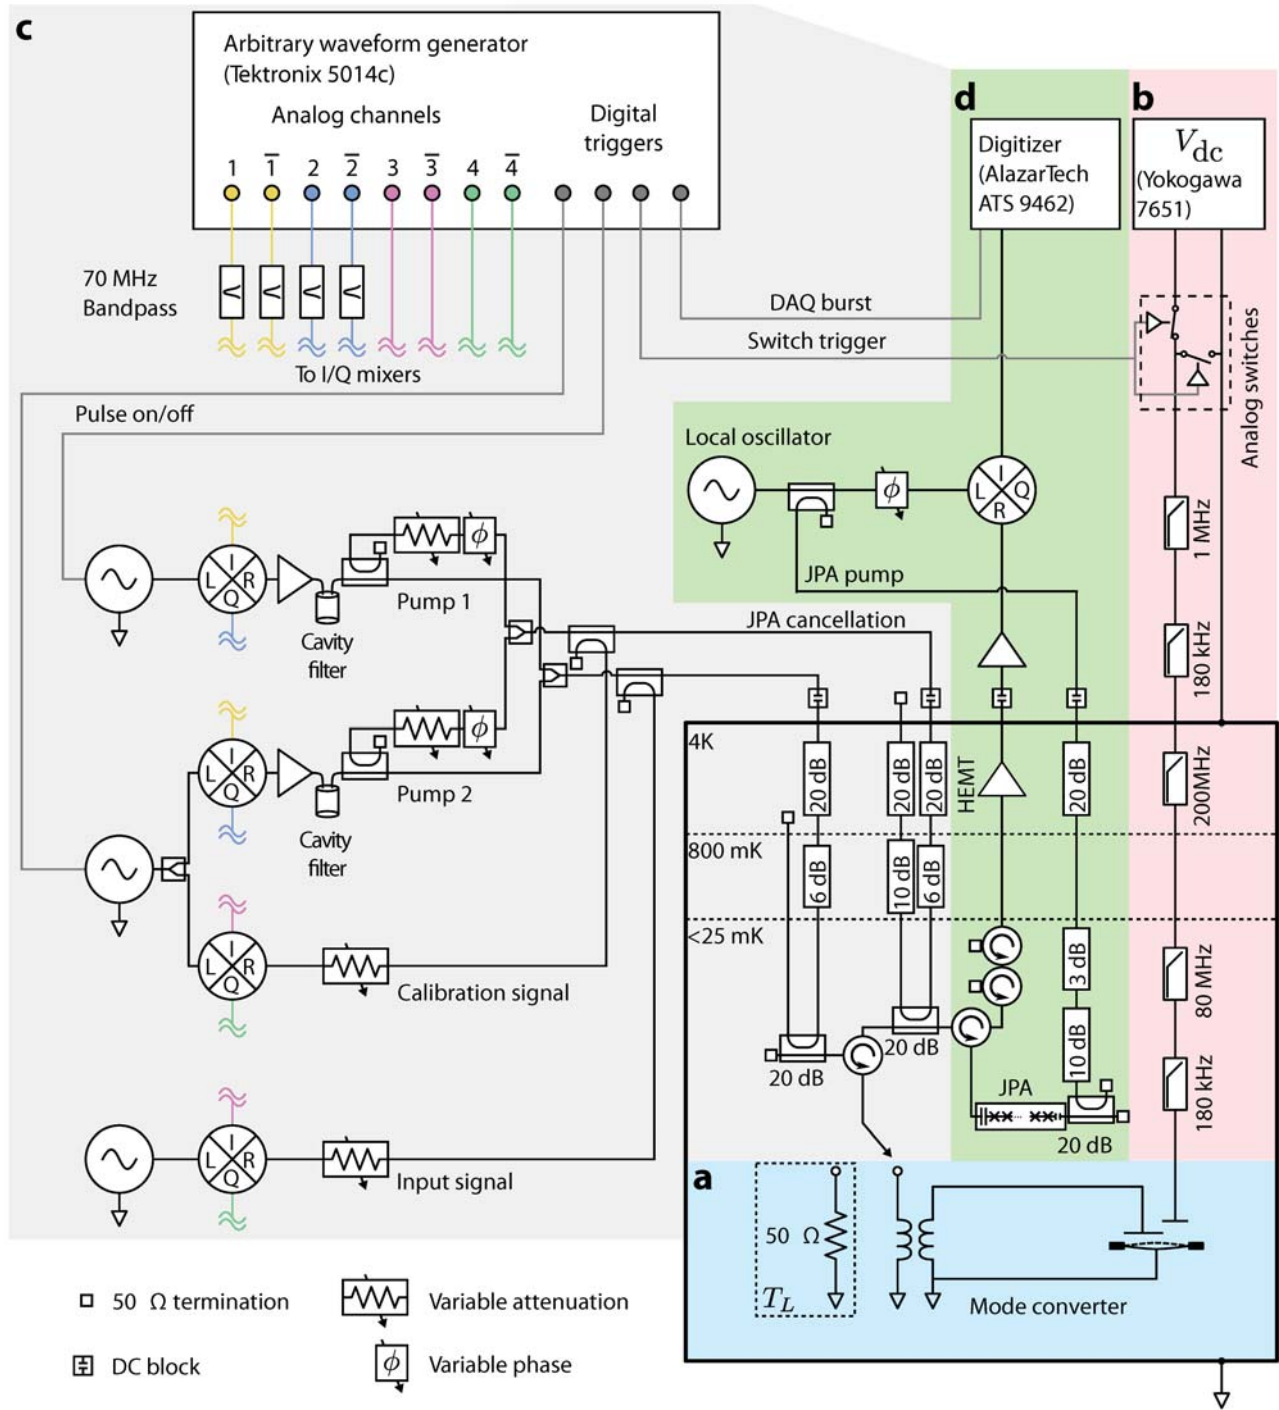 c
Arbitrary waveform generator
(Tektronix 5014c)
Analog channels
Digital
triggers
1 1̅ 2 2̅ 3 3̅ 4 4̅
70 MHz
Bandpass
To I/Q mixers
Pulse on/off
DAQ burst
Switch trigger
d
Digitizer
(AlazarTech
ATS 9462)
b
V_dc
(Yokogawa
7651)
Analog switches
Local oscillator
ϕ
L I Q R
JPA pump
JPA cancellation
1 MHz
180 kHz
L I R Q
ϕ
Pump 1
Cavity
filter
L I R Q
ϕ
Pump 2
Cavity
filter
L I R Q
Calibration signal
L I R Q
Input signal
4K
20 dB
20 dB
20 dB
HEMT
20 dB
200MHz
800 mK
6 dB
10 dB
6 dB
<25 mK
3 dB
80 MHz
20 dB
20 dB
10 dB
JPA
20 dB
180 kHz
a
50 Ω
T_L
Mode converter
50 Ω termination
Variable attenuation
DC block
ϕ
Variable phase